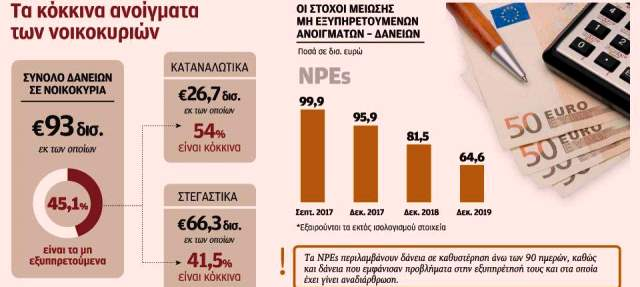 Τα κόκκινα ανοίγματα
των νοικοκυριών
ΣΥΝΟΛΟ ΔΑΝΕΙΩΝ
ΣΕ ΝΟΙΚΟΚΥΡΙΑ
€93 δισ.
εκ των οποίων
45,1%
είναι τα μη
εξυπηρετούμενα
ΚΑΤΑΝΑΛΩΤΙΚΑ
€26,7 δισ.
εκ των οποίων
54%
είναι κόκκινα
ΣΤΕΓΑΣΤΙΚΑ
€66,3 δισ.
εκ των οποίων
41,5%
είναι κόκκινα
ΟΙ ΣΤΟΧΟΙ ΜΕΙΩΣΗΣ
ΜΗ ΕΞΥΠΗΡΕΤΟΥΜΕΝΩΝ
ΑΝΟΙΓΜΑΤΩΝ – ΔΑΝΕΙΩΝ
Ποσά σε δισ. ευρώ
NPEs
99,9
95,9
81,5
64,6
Σεπτ. 2017 Δεκ. 2017 Δεκ. 2018 Δεκ. 2019
*Εξαιρούνται τα εκτός ισολογισμού στοιχεία
50 EURO
50 EURO
! Τα NPEs περιλαμβάνουν δάνεια σε καθυστέρηση άνω των 90 ημερών, καθώς
και δάνεια που εμφάνισαν προβλήματα στην εξυπηρέτησή τους και στα οποία
έχει γίνει αναδιάρθρωση.